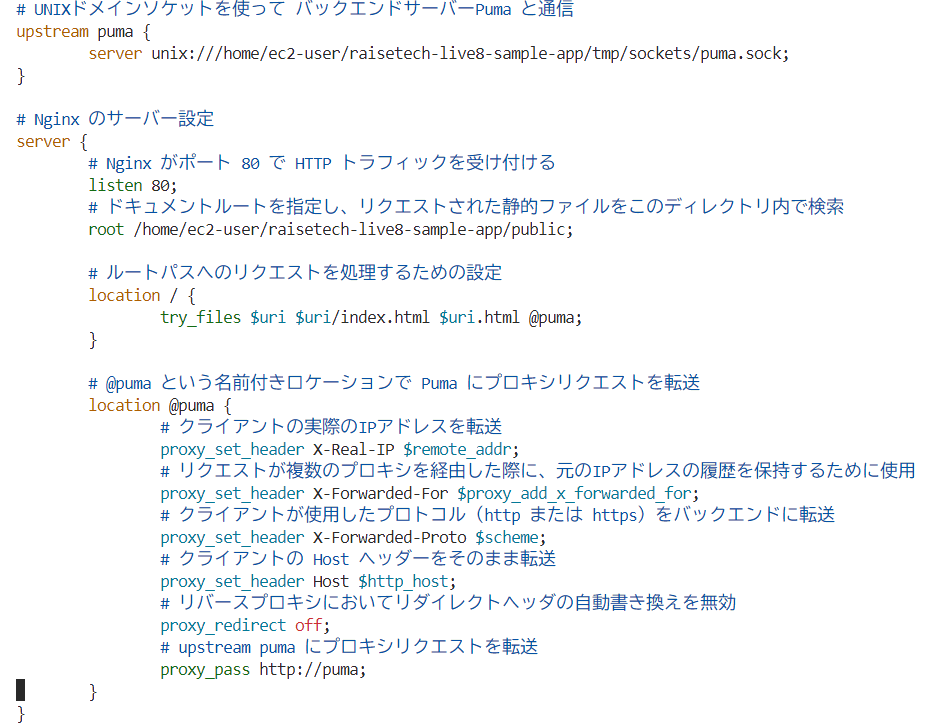 # UNIXドメインソケットを使って バックエンドサーバーPuma と通信
upstream puma {
server unix:///home/ec2-user/raisetech-live8-sample-app/tmp/sockets/puma.sock;
}
# Nginx のサーバー設定
server {
# Nginx がポート 80 で HTTP トラフィックを受け付ける
listen 80;
# ドキュメントルートを指定し、リクエストされた静的ファイルをこのディレクトリ内で検索
root /home/ec2-user/raisetech-live8-sample-app/public;
# ルートパスへのリクエストを処理するための設定
location / {
try_files $uri $uri/index.html $uri.html @puma;
}
# @puma という名前付きロケーションで Puma にプロキシリクエストを転送
location @puma {
# クライアントの実際のIPアドレスを転送
proxy_set_header X-Real-IP $remote_addr;
# リクエストが複数のプロキシを経由した際に、元のIPアドレスの履歴を保持するために使用
proxy_set_header X-Forwarded-For $proxy_add_x_forwarded_for;
# クライアントが使用したプロトコル（http または https）をバックエンドに転送
proxy_set_header X-Forwarded-Proto $scheme;
# クライアントの Host ヘッダーをそのまま転送
proxy_set_header Host $http_host;
# リバースプロキシにおいてリダイレクトヘッダの自動書き換えを無効
proxy_redirect off;
# upstream puma にプロキシリクエストを転送
proxy_pass http://puma;
}
}